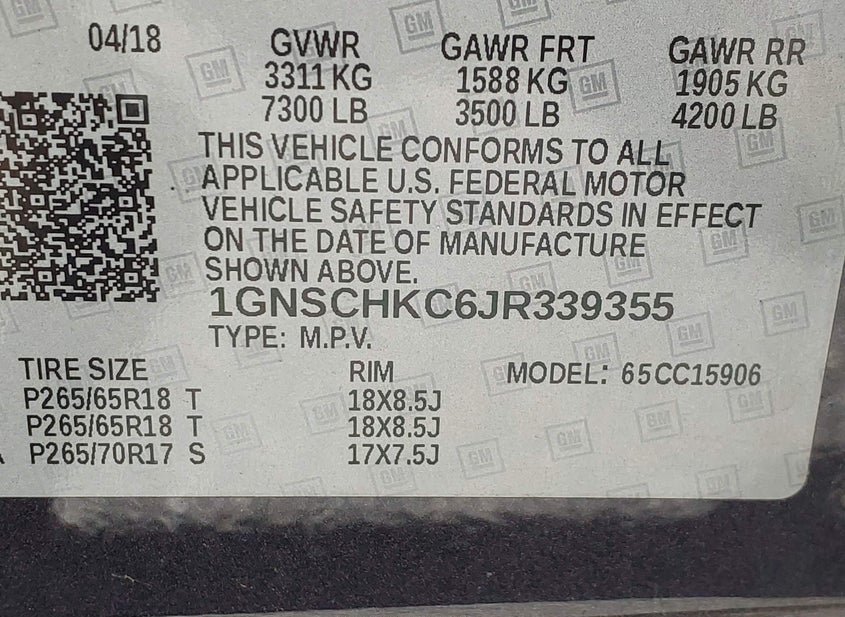 04/18 GVWR GAWR FRT GAWR RR
3311 KG 1588 KG 1905 KG
7300 LB 3500 LB 4200 LB
THIS VEHICLE CONFORMS TO ALL
APPLICABLE U.S. FEDERAL MOTOR
VEHICLE SAFETY STANDARDS IN EFFECT
ON THE DATE OF MANUFACTURE
SHOWN ABOVE.
1GNSCHKC6JR339355
TYPE: M.P.V.
TIRE SIZE RIM MODEL: 65CC15906
P265/65R18 T 18X8.5J
P265/65R18 T 18X8.5J
P265/70R17 S 17X7.5J